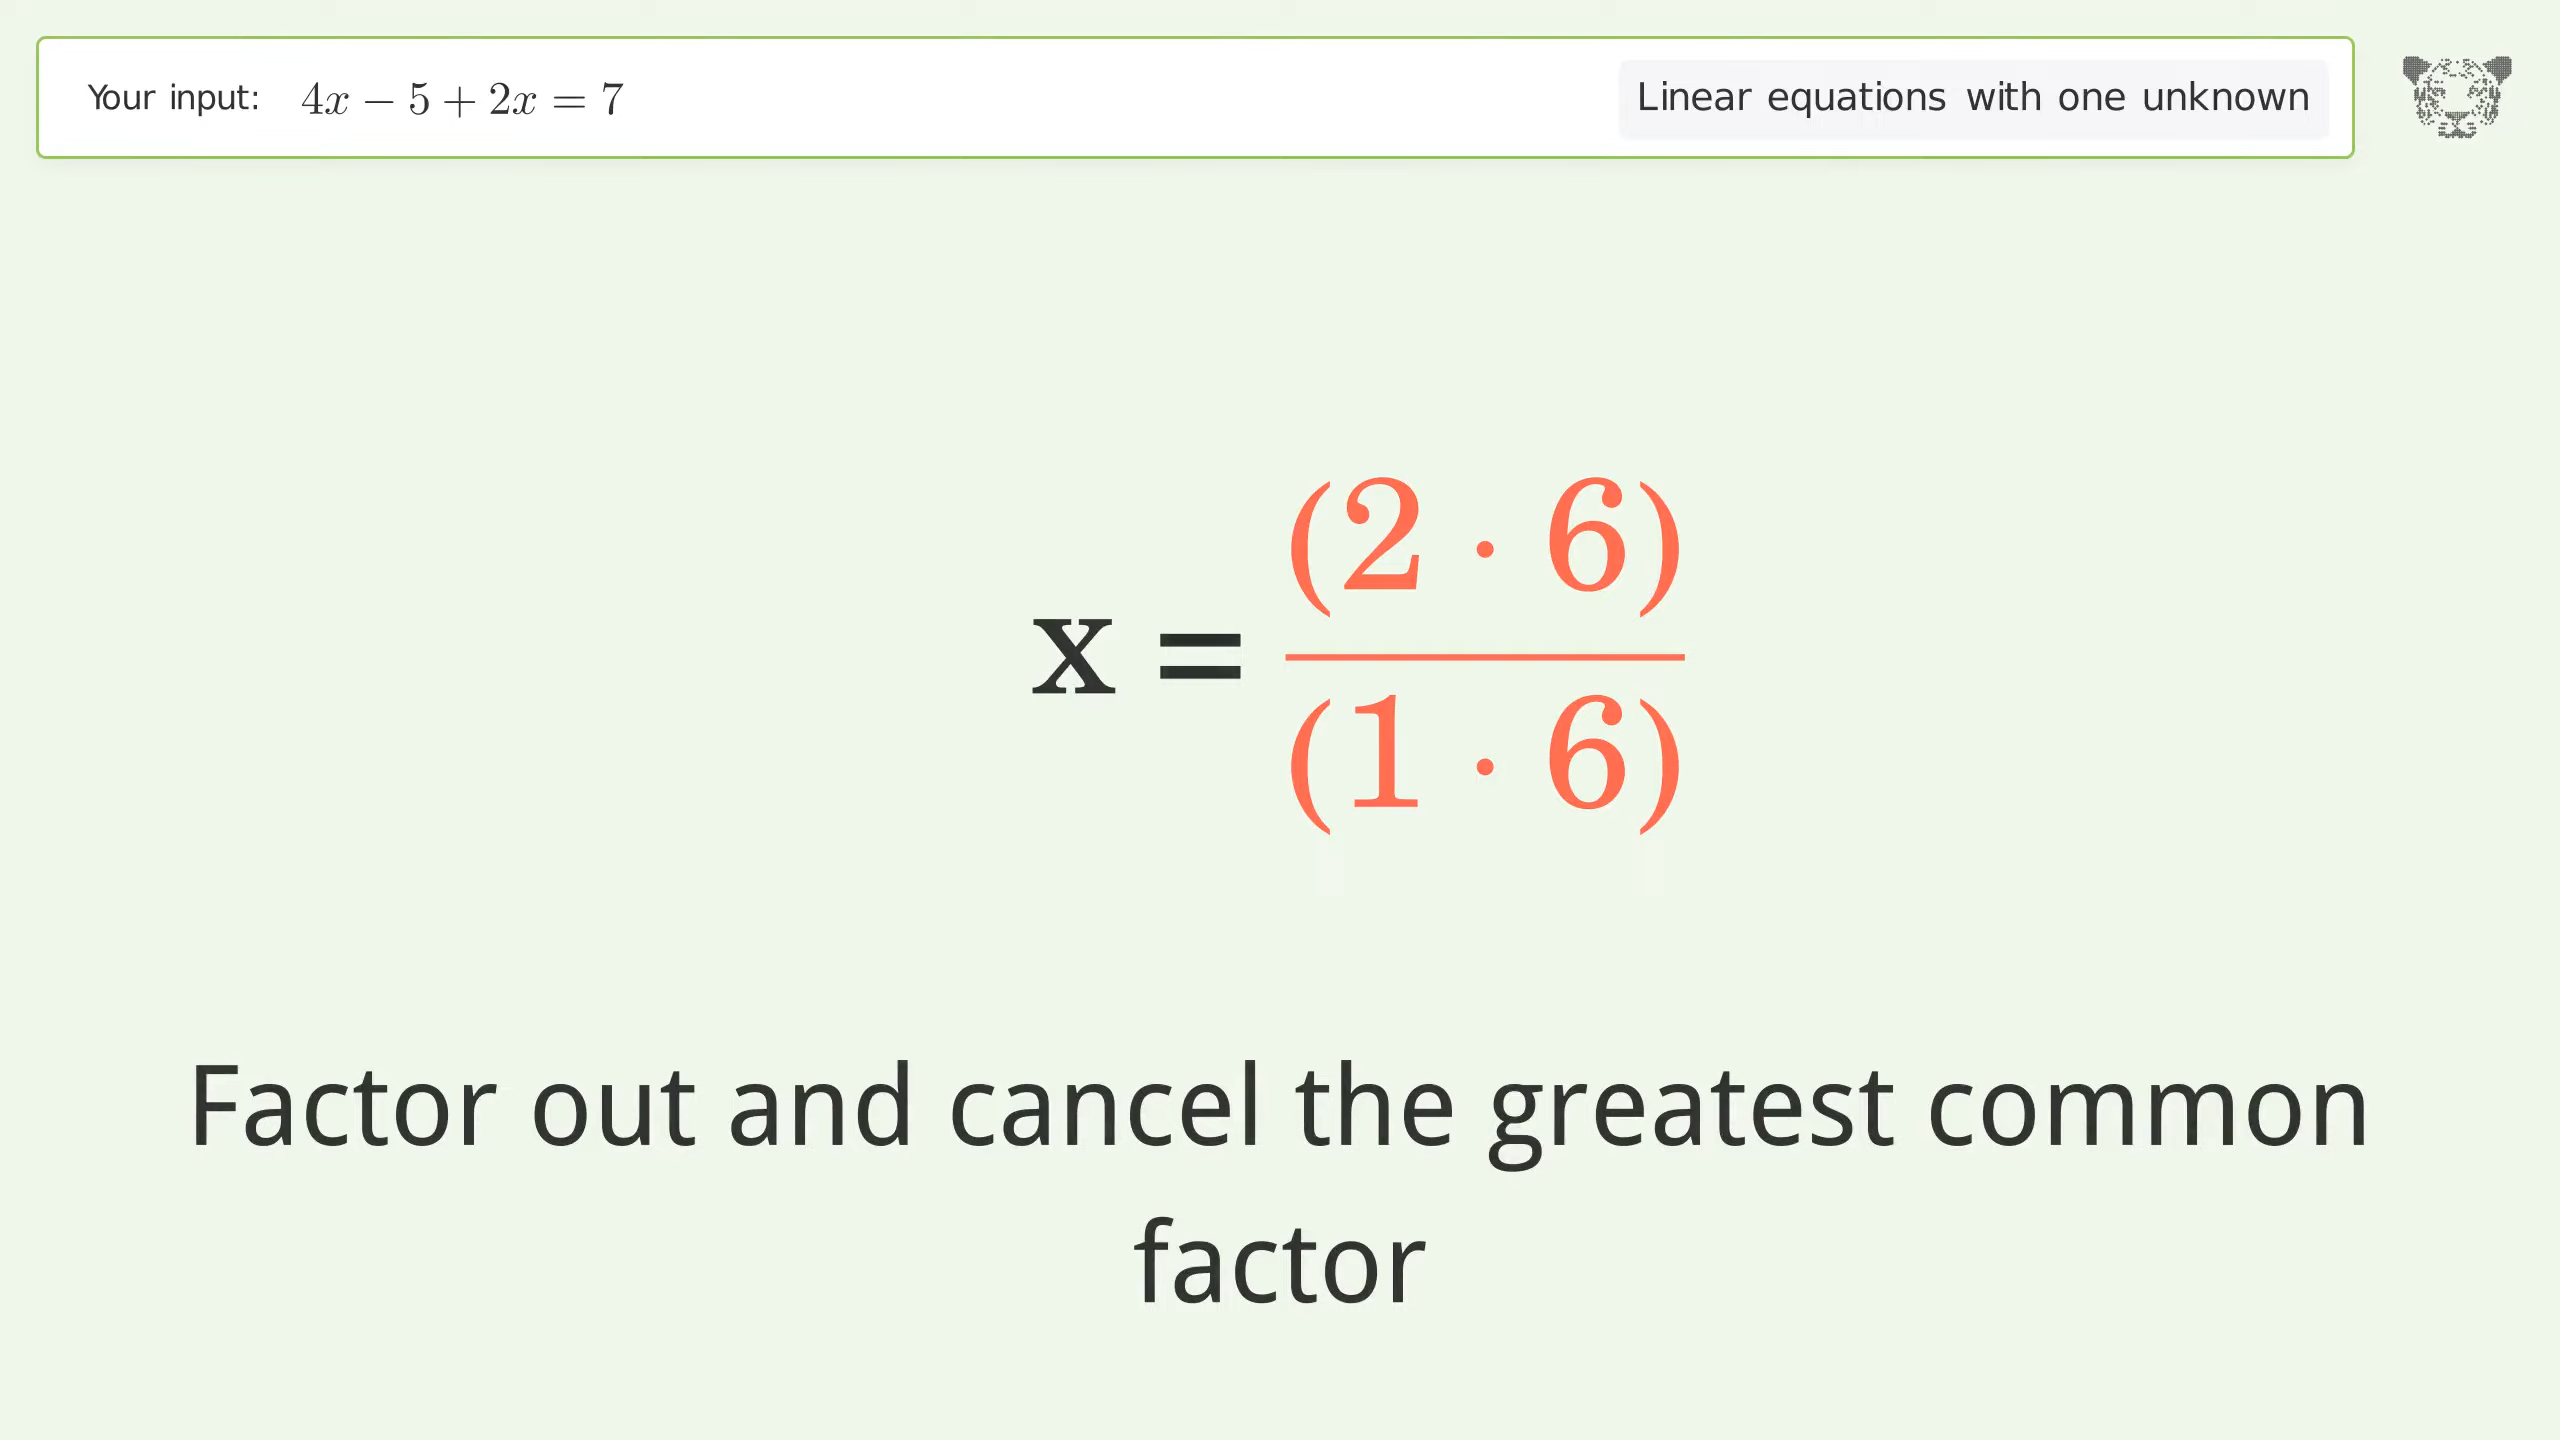 Your input: 4x − 5 + 2x = 7
Linear equations with one unknown
x = (2 · 6)
(1 · 6)
Factor out and cancel the greatest common
factor